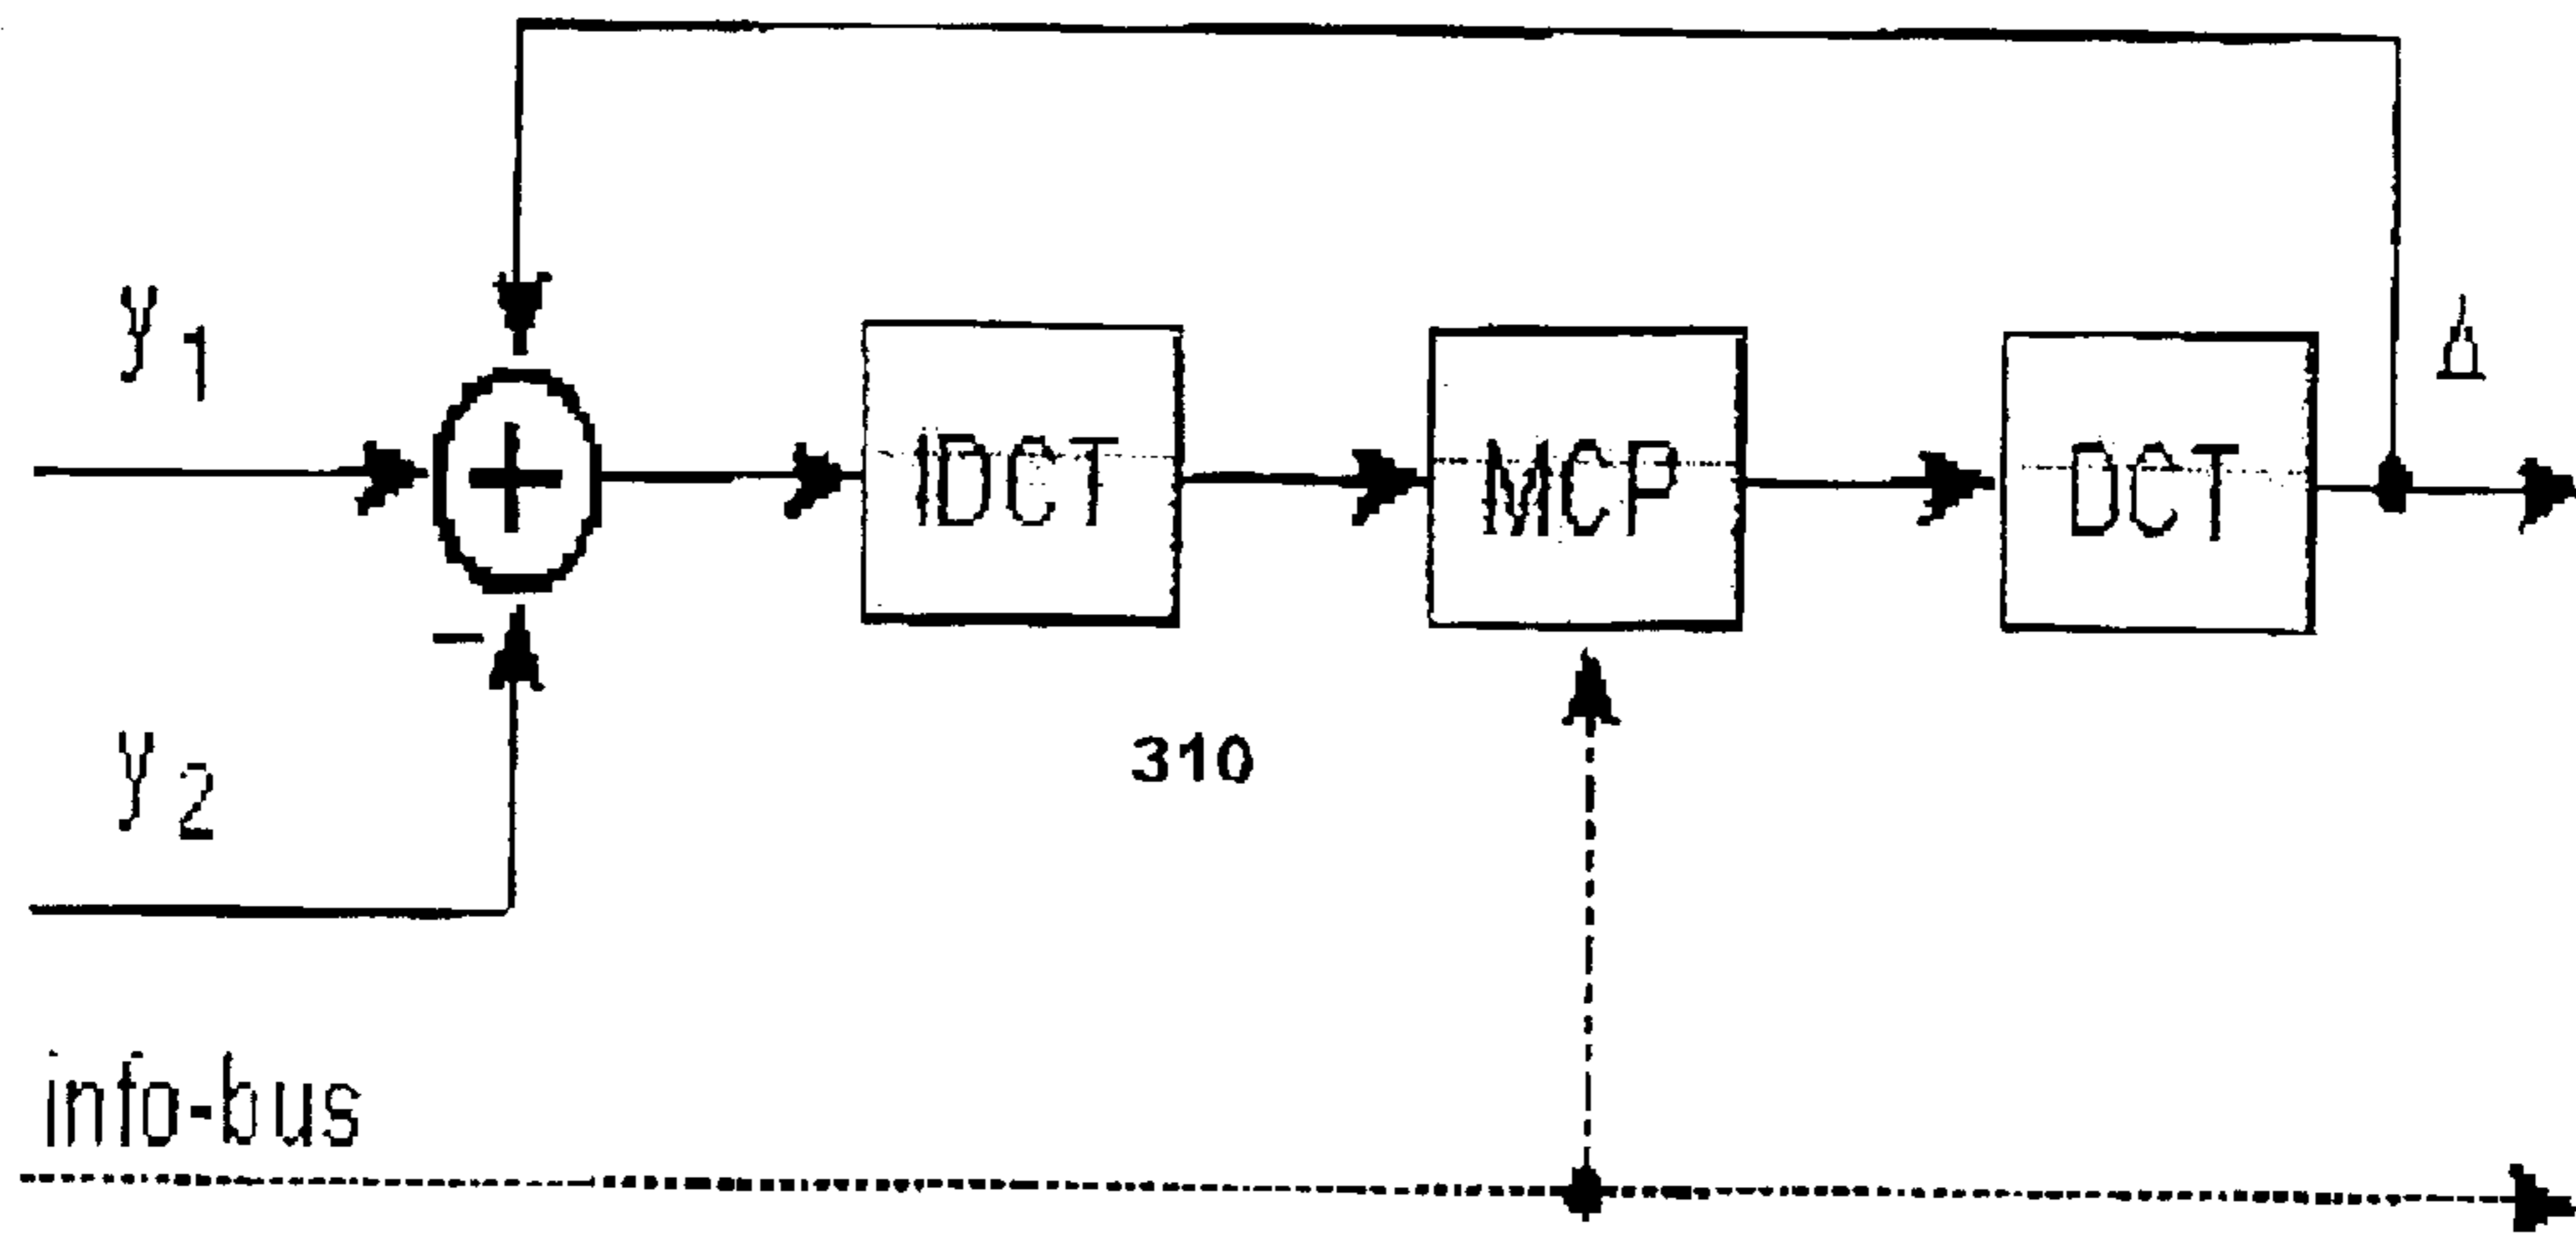 y1
Δ
+
IDCT
MCP
DCT
-
y2
310
info-bus